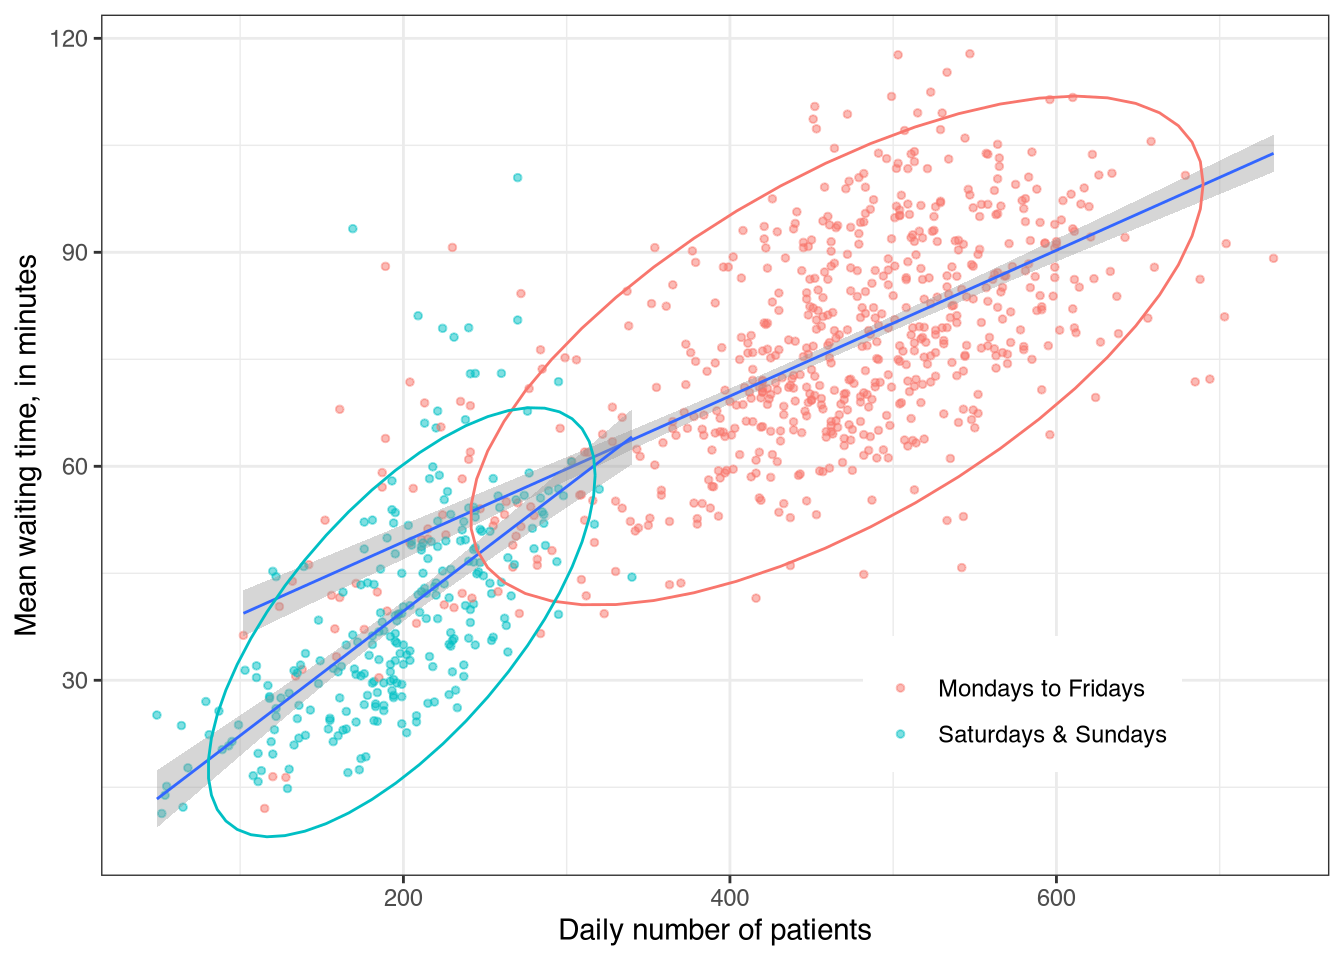 120
90
60
30
Mean waiting time, in minutes
Mondays to Fridays
Saturdays & Sundays
200 400 600
Daily number of patients